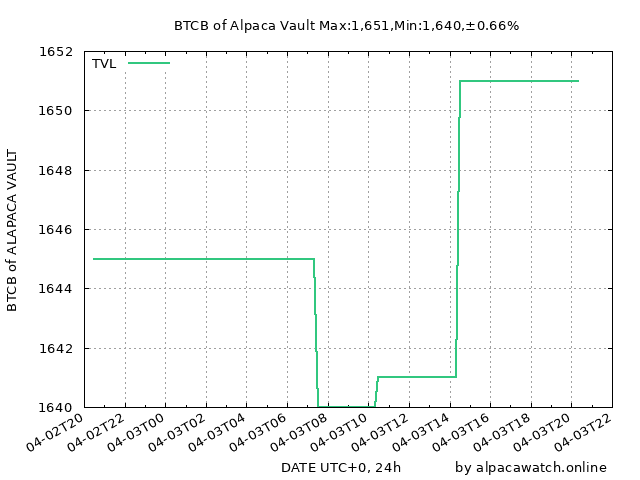 BTCB of Alpaca Vault Max:1,651,Min:1,640,±0.66%
TVL
1652
1650
1648
1646
1644
1642
1640
BTCB of ALAPACA VAULT
04-02T20
04-02T22
04-03T00
04-03T02
04-03T04
04-03T06
04-03T08
04-03T10
04-03T12
04-03T14
04-03T16
04-03T18
04-03T20
04-03T22
DATE UTC+0, 24h
by alpacawatch.online